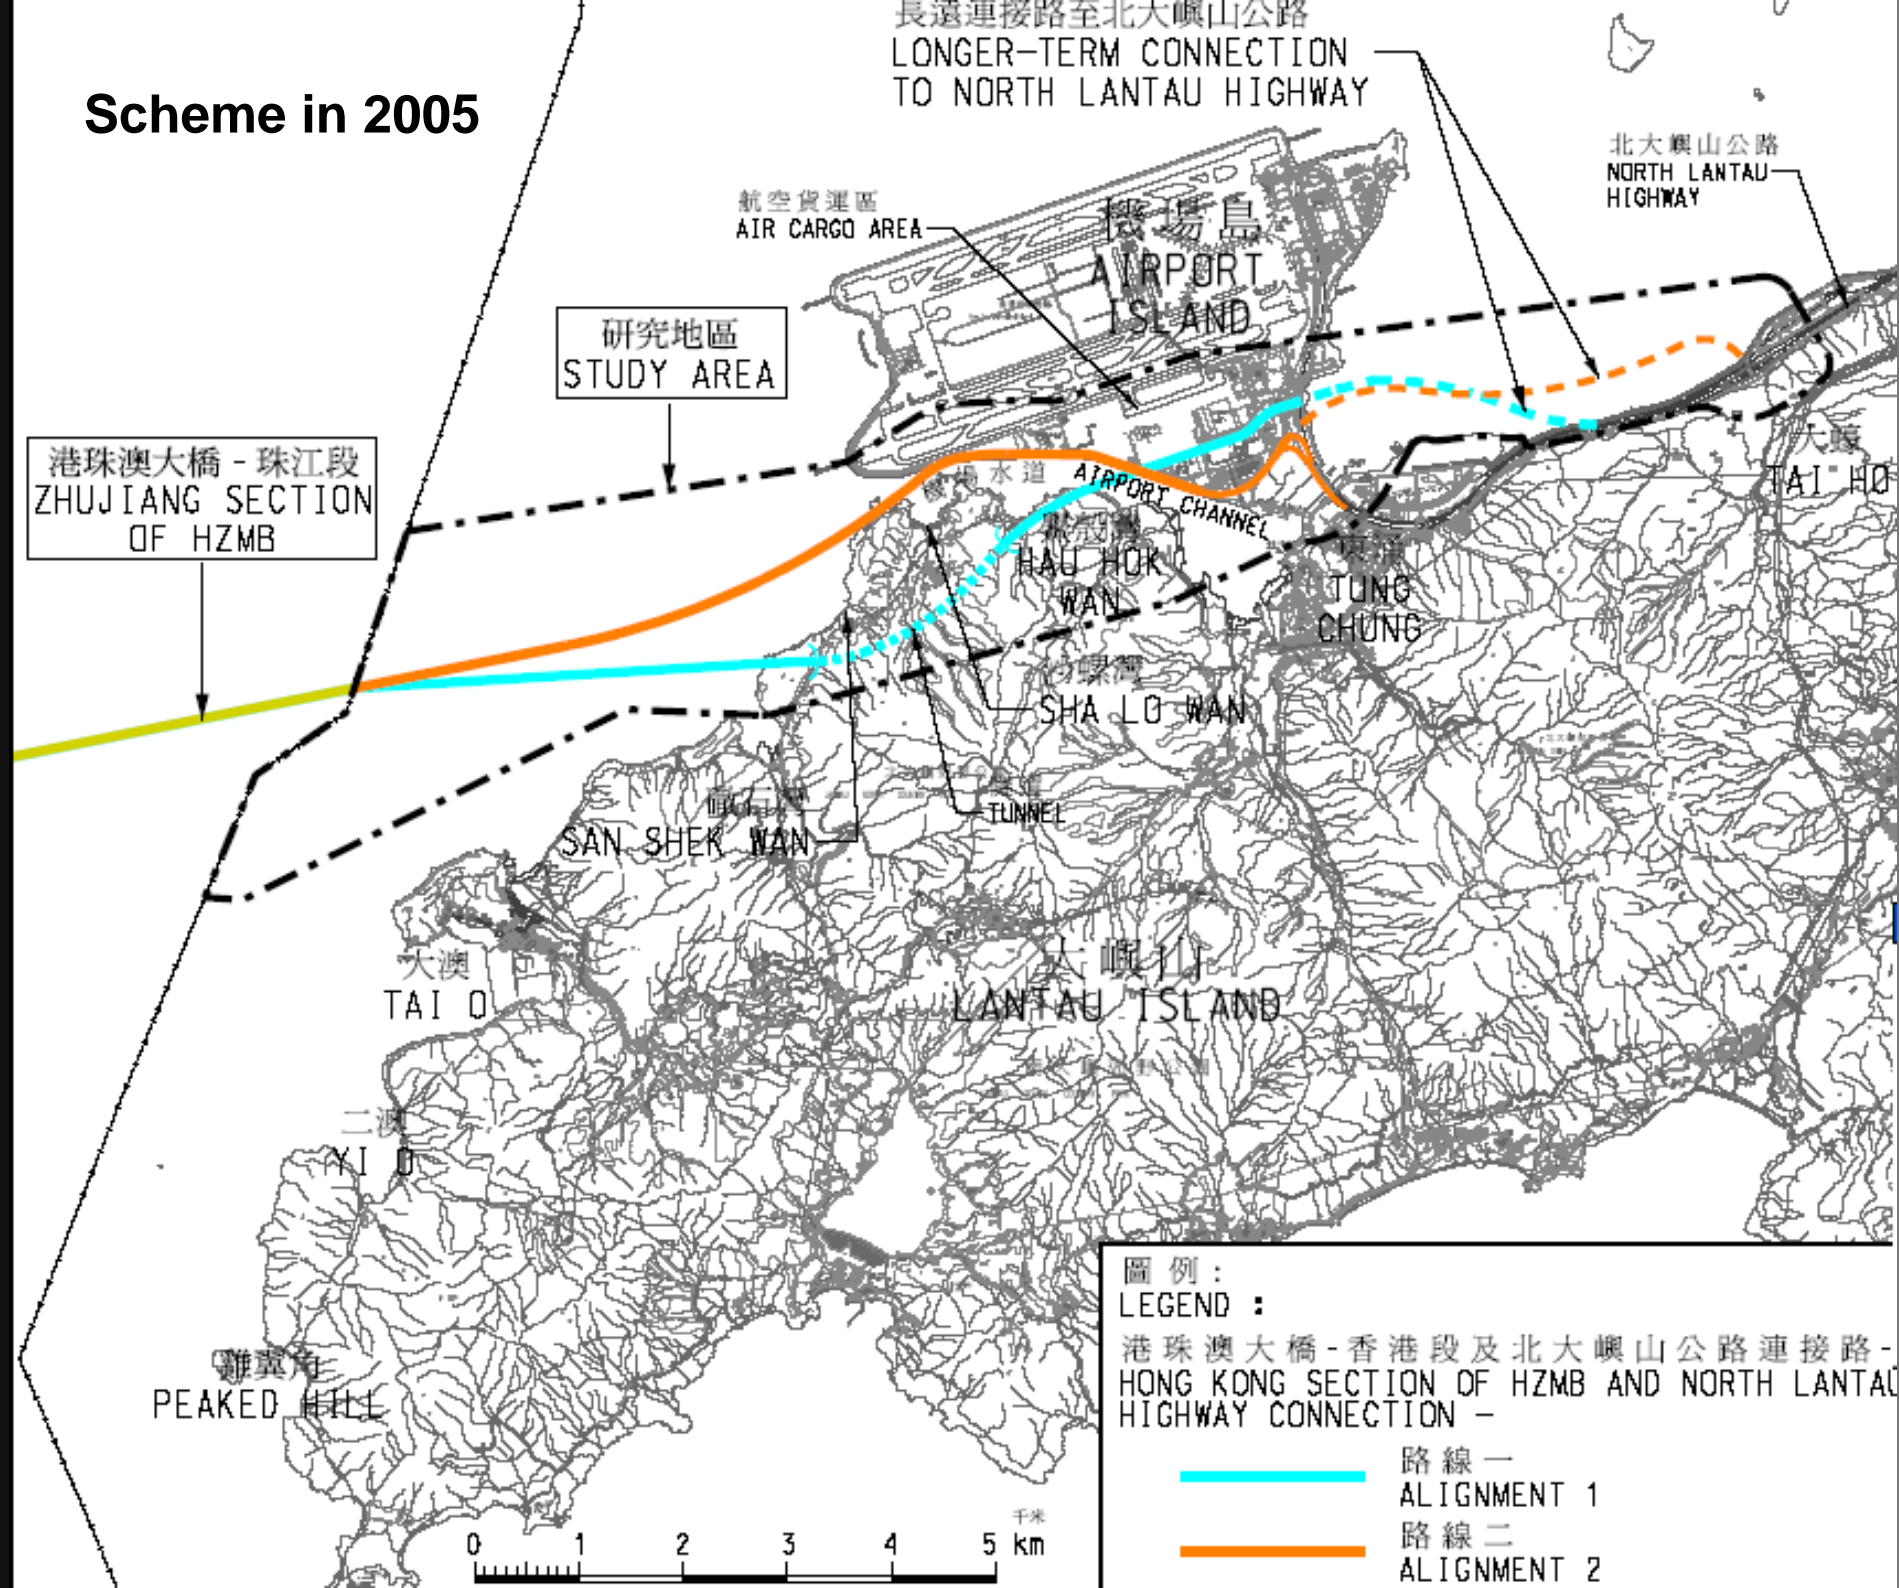 長遠連接路至北大嶼山公路
LONGER-TERM CONNECTION
TO NORTH LANTAU HIGHWAY
Scheme in 2005
北大嶼山公路
NORTH LANTAU
HIGHWAY
航空貨運區
AIR CARGO AREA
機場島
AIRPORT
ISLAND
研究地區
STUDY AREA
港珠澳大橋 - 珠江段
ZHUJIANG SECTION
OF HZMB
大蠔
TAI HO
機場水道
AIRPORT CHANNEL
HAU HOK
WAN
東涌
TUNG
CHUNG
沙螺灣
SHA LO WAN
TUNNEL
SAN SHEK WAN
大澳
TAI O
大嶼山
LANTAU ISLAND
二澳
YI O
雞翼角
PEAKED HILL
圖例:
LEGEND :
港珠澳大橋-香港段及北大嶼山公路連接路-
HONG KONG SECTION OF HZMB AND NORTH LANTAU
HIGHWAY CONNECTION -
路線一
ALIGNMENT 1
路線二
ALIGNMENT 2
千米
0 1 2 3 4 5 km